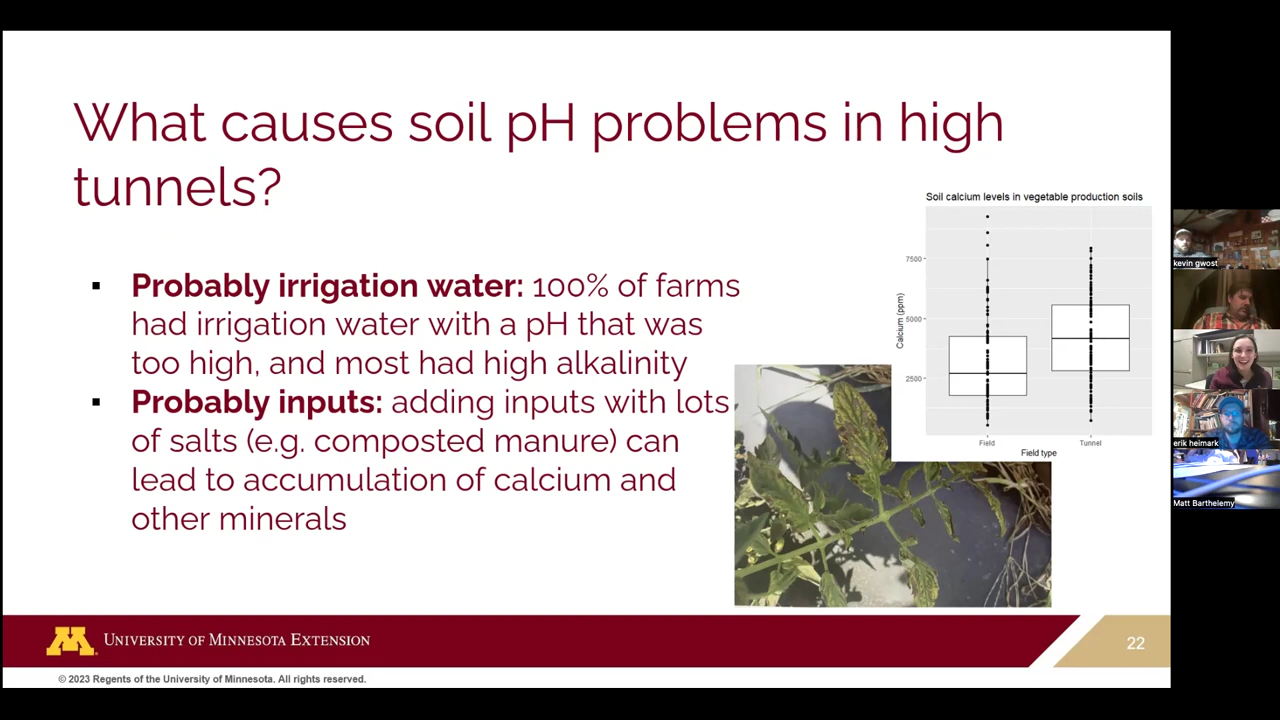 What causes soil pH problems in high
tunnels?
▪ Probably irrigation water: 100% of farms
had irrigation water with a pH that was
too high, and most had high alkalinity
▪ Probably inputs: adding inputs with lots
of salts (e.g. composted manure) can
lead to accumulation of calcium and
other minerals
Soil calcium levels in vegetable production soils
Calcium (ppm)
7500
5000
2500
Field
Tunnel
Field type
kevin gwost
erik heimark
Matt Barthelemy
M
UNIVERSITY OF MINNESOTA EXTENSION
22
© 2023 Regents of the University of Minnesota. All rights reserved.